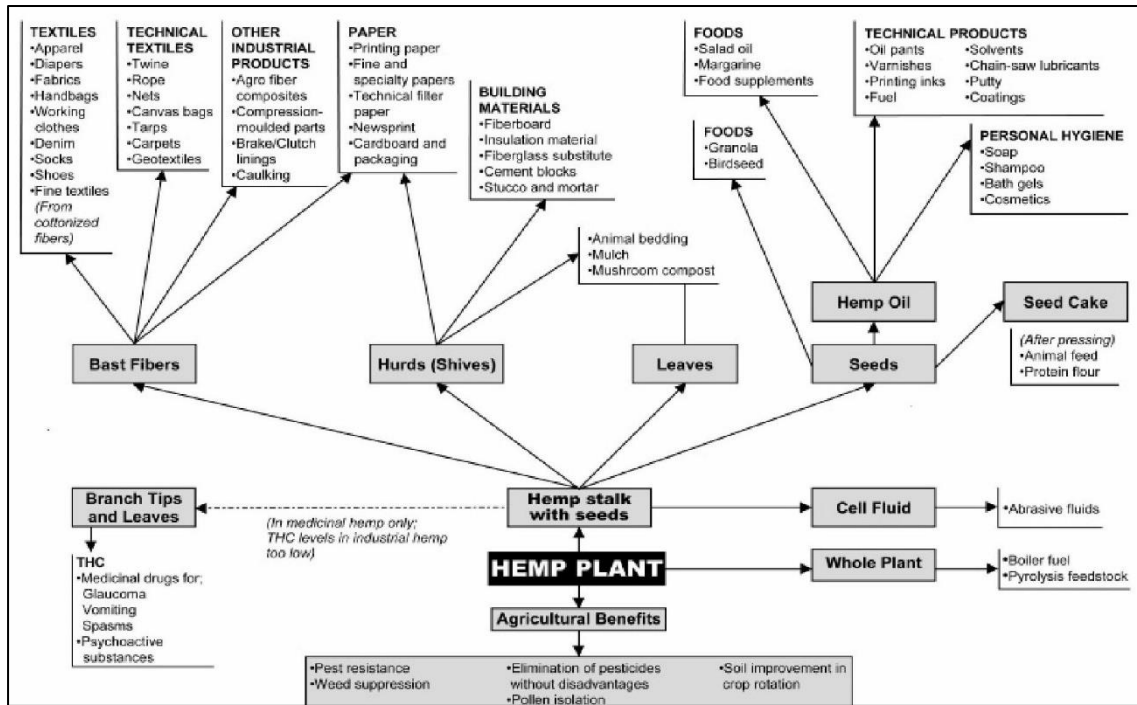 TEXTILES
•Apparel
•Diapers
•Fabrics
•Handbags
•Working
clothes
•Denim
•Socks
•Shoes
•Fine textiles
(From
cottonized
fibers)
TECHNICAL
TEXTILES
•Twine
•Rope
•Nets
•Canvas bags
•Tarps
•Carpets
•Geotextiles
OTHER
INDUSTRIAL
PRODUCTS
•Agro fiber
composites
•Compression-
moulded parts
•Brake/Clutch
linings
•Caulking
PAPER
•Printing paper
•Fine and
specialty papers
•Technical filter
paper
•Newsprint
•Cardboard and
packaging
BUILDING
MATERIALS
•Fiberboard
•Insulation material
•Fiberglass substitute
•Cement blocks
•Stucco and mortar
•Animal bedding
•Mulch
•Mushroom compost
FOODS
•Salad oil
•Margarine
•Food supplements
FOODS
•Granola
•Birdseed
TECHNICAL PRODUCTS
•Oil pants
•Varnishes
•Printing inks
•Fuel
•Solvents
•Chain-saw lubricants
•Putty
•Coatings
PERSONAL HYGIENE
•Soap
•Shampoo
•Bath gels
•Cosmetics
Hemp Oil
Seed Cake
(After pressing)
•Animal feed
•Protein flour
Bast Fibers
Hurds (Shives)
Leaves
Seeds
Branch Tips
and Leaves
(In medicinal hemp only;
THC levels in industrial hemp
too low)
Hemp stalk
with seeds
Cell Fluid
•Abrasive fluids
THC
•Medicinal drugs for;
Glaucoma
Vomiting
Spasms
•Psychoactive
substances
HEMP PLANT
Whole Plant
•Boiler fuel
•Pyrolysis feedstock
Agricultural Benefits
•Pest resistance
•Weed suppression
•Elimination of pesticides
without disadvantages
•Pollen isolation
•Soil improvement in
crop rotation